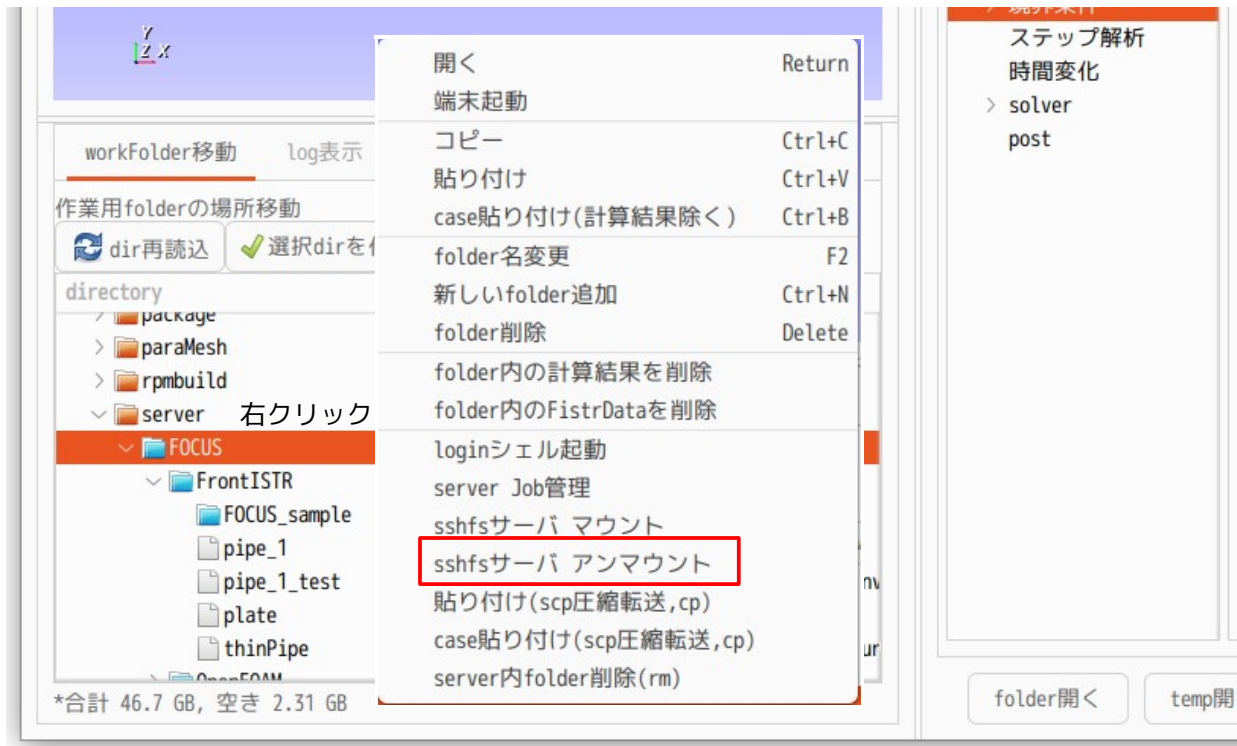 Y
Z X
workFolder移動 log表示
作業用folderの場所移動
dir再読込 選択dirを
directory
package
paraMesh
rpmbuild
server 右クリック
FOCUS
FrontISTR
FOCUS_sample
pipe_1
pipe_1_test
plate
thinPipe
OpenFOAM
*合計 46.7 GB, 空き 2.31 GB
開く Return
端末起動
コピー Ctrl+C
貼り付け Ctrl+V
case貼り付け(計算結果除く) Ctrl+B
folder名変更 F2
新しいfolder追加 Ctrl+N
folder削除 Delete
folder内の計算結果を削除
folder内のFistrDataを削除
loginシェル起動
server Job管理
sshfsサーバ マウント
sshfsサーバ アンマウント
貼り付け(scp圧縮転送,cp)
case貼り付け(scp圧縮転送,cp)
server内folder削除(rm)
境界条件
ステップ解析
時間変化
solver
post
folder開く temp開